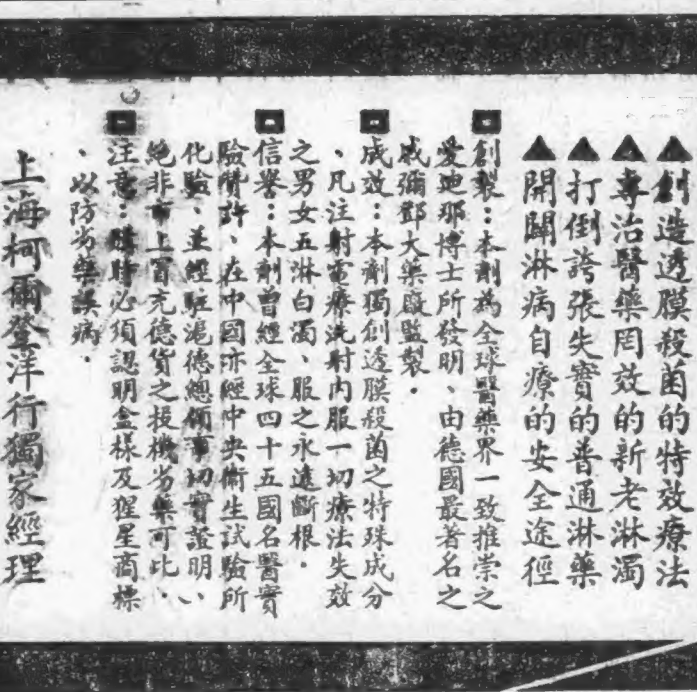 ▲創造透膜殺菌的特效療法
▲專治醫藥罔效的新老淋濁
▲打倒誇張失實的普通淋藥
▲開闢淋病自療的安全途徑
創製：本劑為全球醫藥界一致推崇之
愛迪耶博士所發明、由德國最著名之
威彌鄧大藥廠監製．
成效：本劑獨創透膜殺菌之特殊成分
、凡注射電療洗射內服一切療法失效
之男女五淋白濁、服之永遠斷根．
信譽：本劑曾經全球四十五國名醫實
驗贊許、在中國亦經中央衞生試驗所
化驗、並經駐滬德總領事切實證明、
絕非市上冒充德貨之投機劣藥可比．
注意：購時必須認明盒樣及猩星商標
、以防劣藥誤病．
上海柯爾登洋行獨家經理